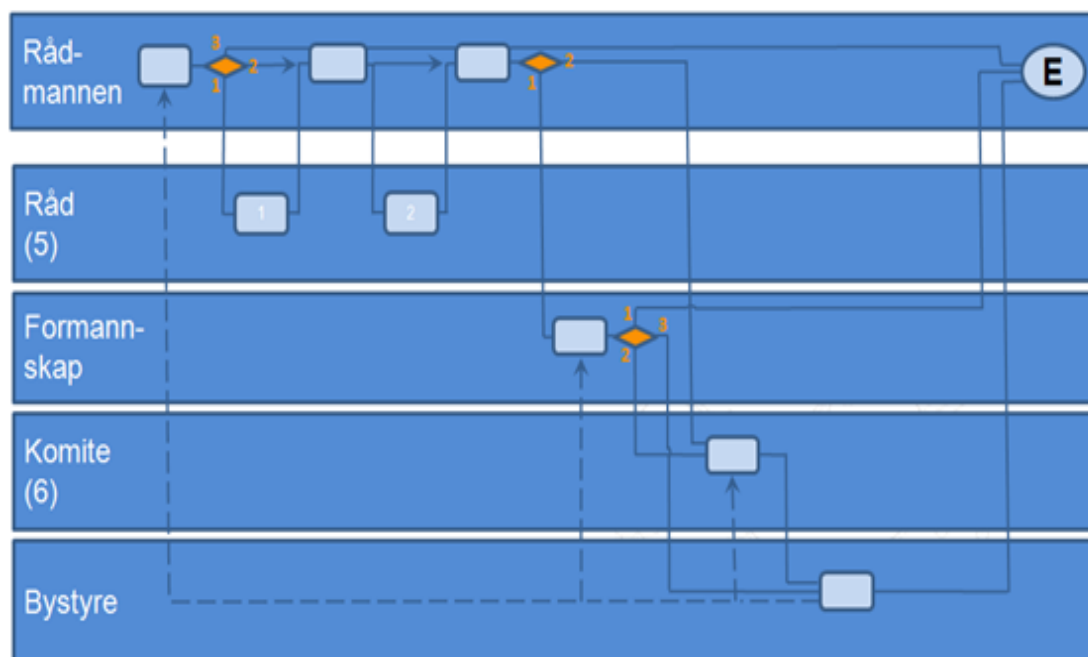 Råd-
mannen
3
2
1
2
1
E
Råd
(5)
1
2
Formann-
skap
1
3
2
Komite
(6)
Bystyre